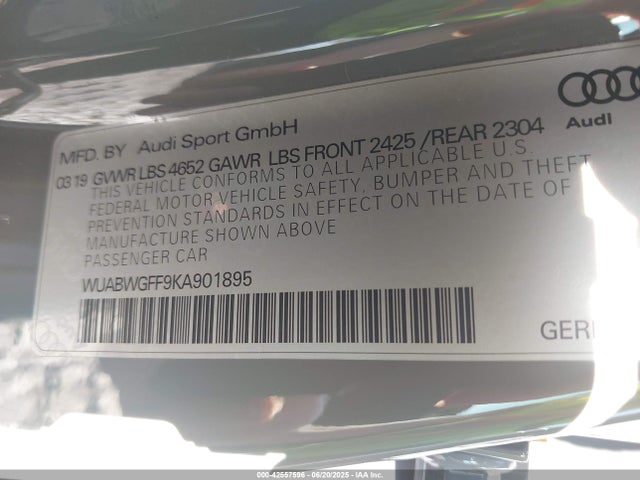 MFD. BY Audi Sport GmbH
Audi
03 19 GVWR LBS 4652 GAWR LBS FRONT 2425 /REAR 2304
THIS VEHICLE CONFORMS TO ALL APPLICABLE U.S.
FEDERAL MOTOR VEHICLE SAFETY, BUMPER AND THEFT
PREVENTION STANDARDS IN EFFECT ON THE DATE OF
MANUFACTURE SHOWN ABOVE
PASSENGER CAR
WUABWGFF9KA901895
GER
000-42557596 - 06/20/2025 - IAA Inc.